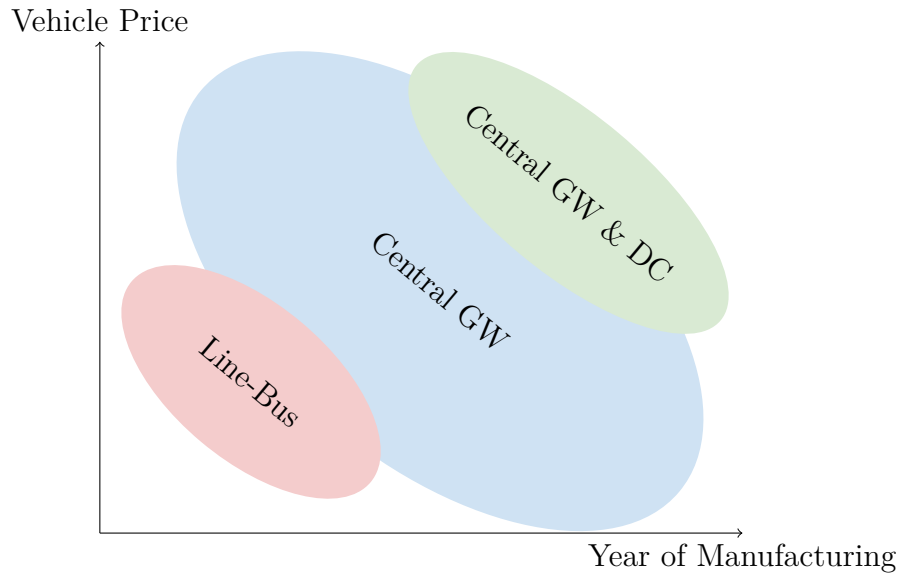 Vehicle Price
Central GW & DC
Central GW
Line-Bus
Year of Manufacturing